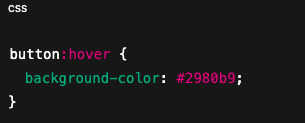 css
button:hover {
  background-color: #2980b9;
}